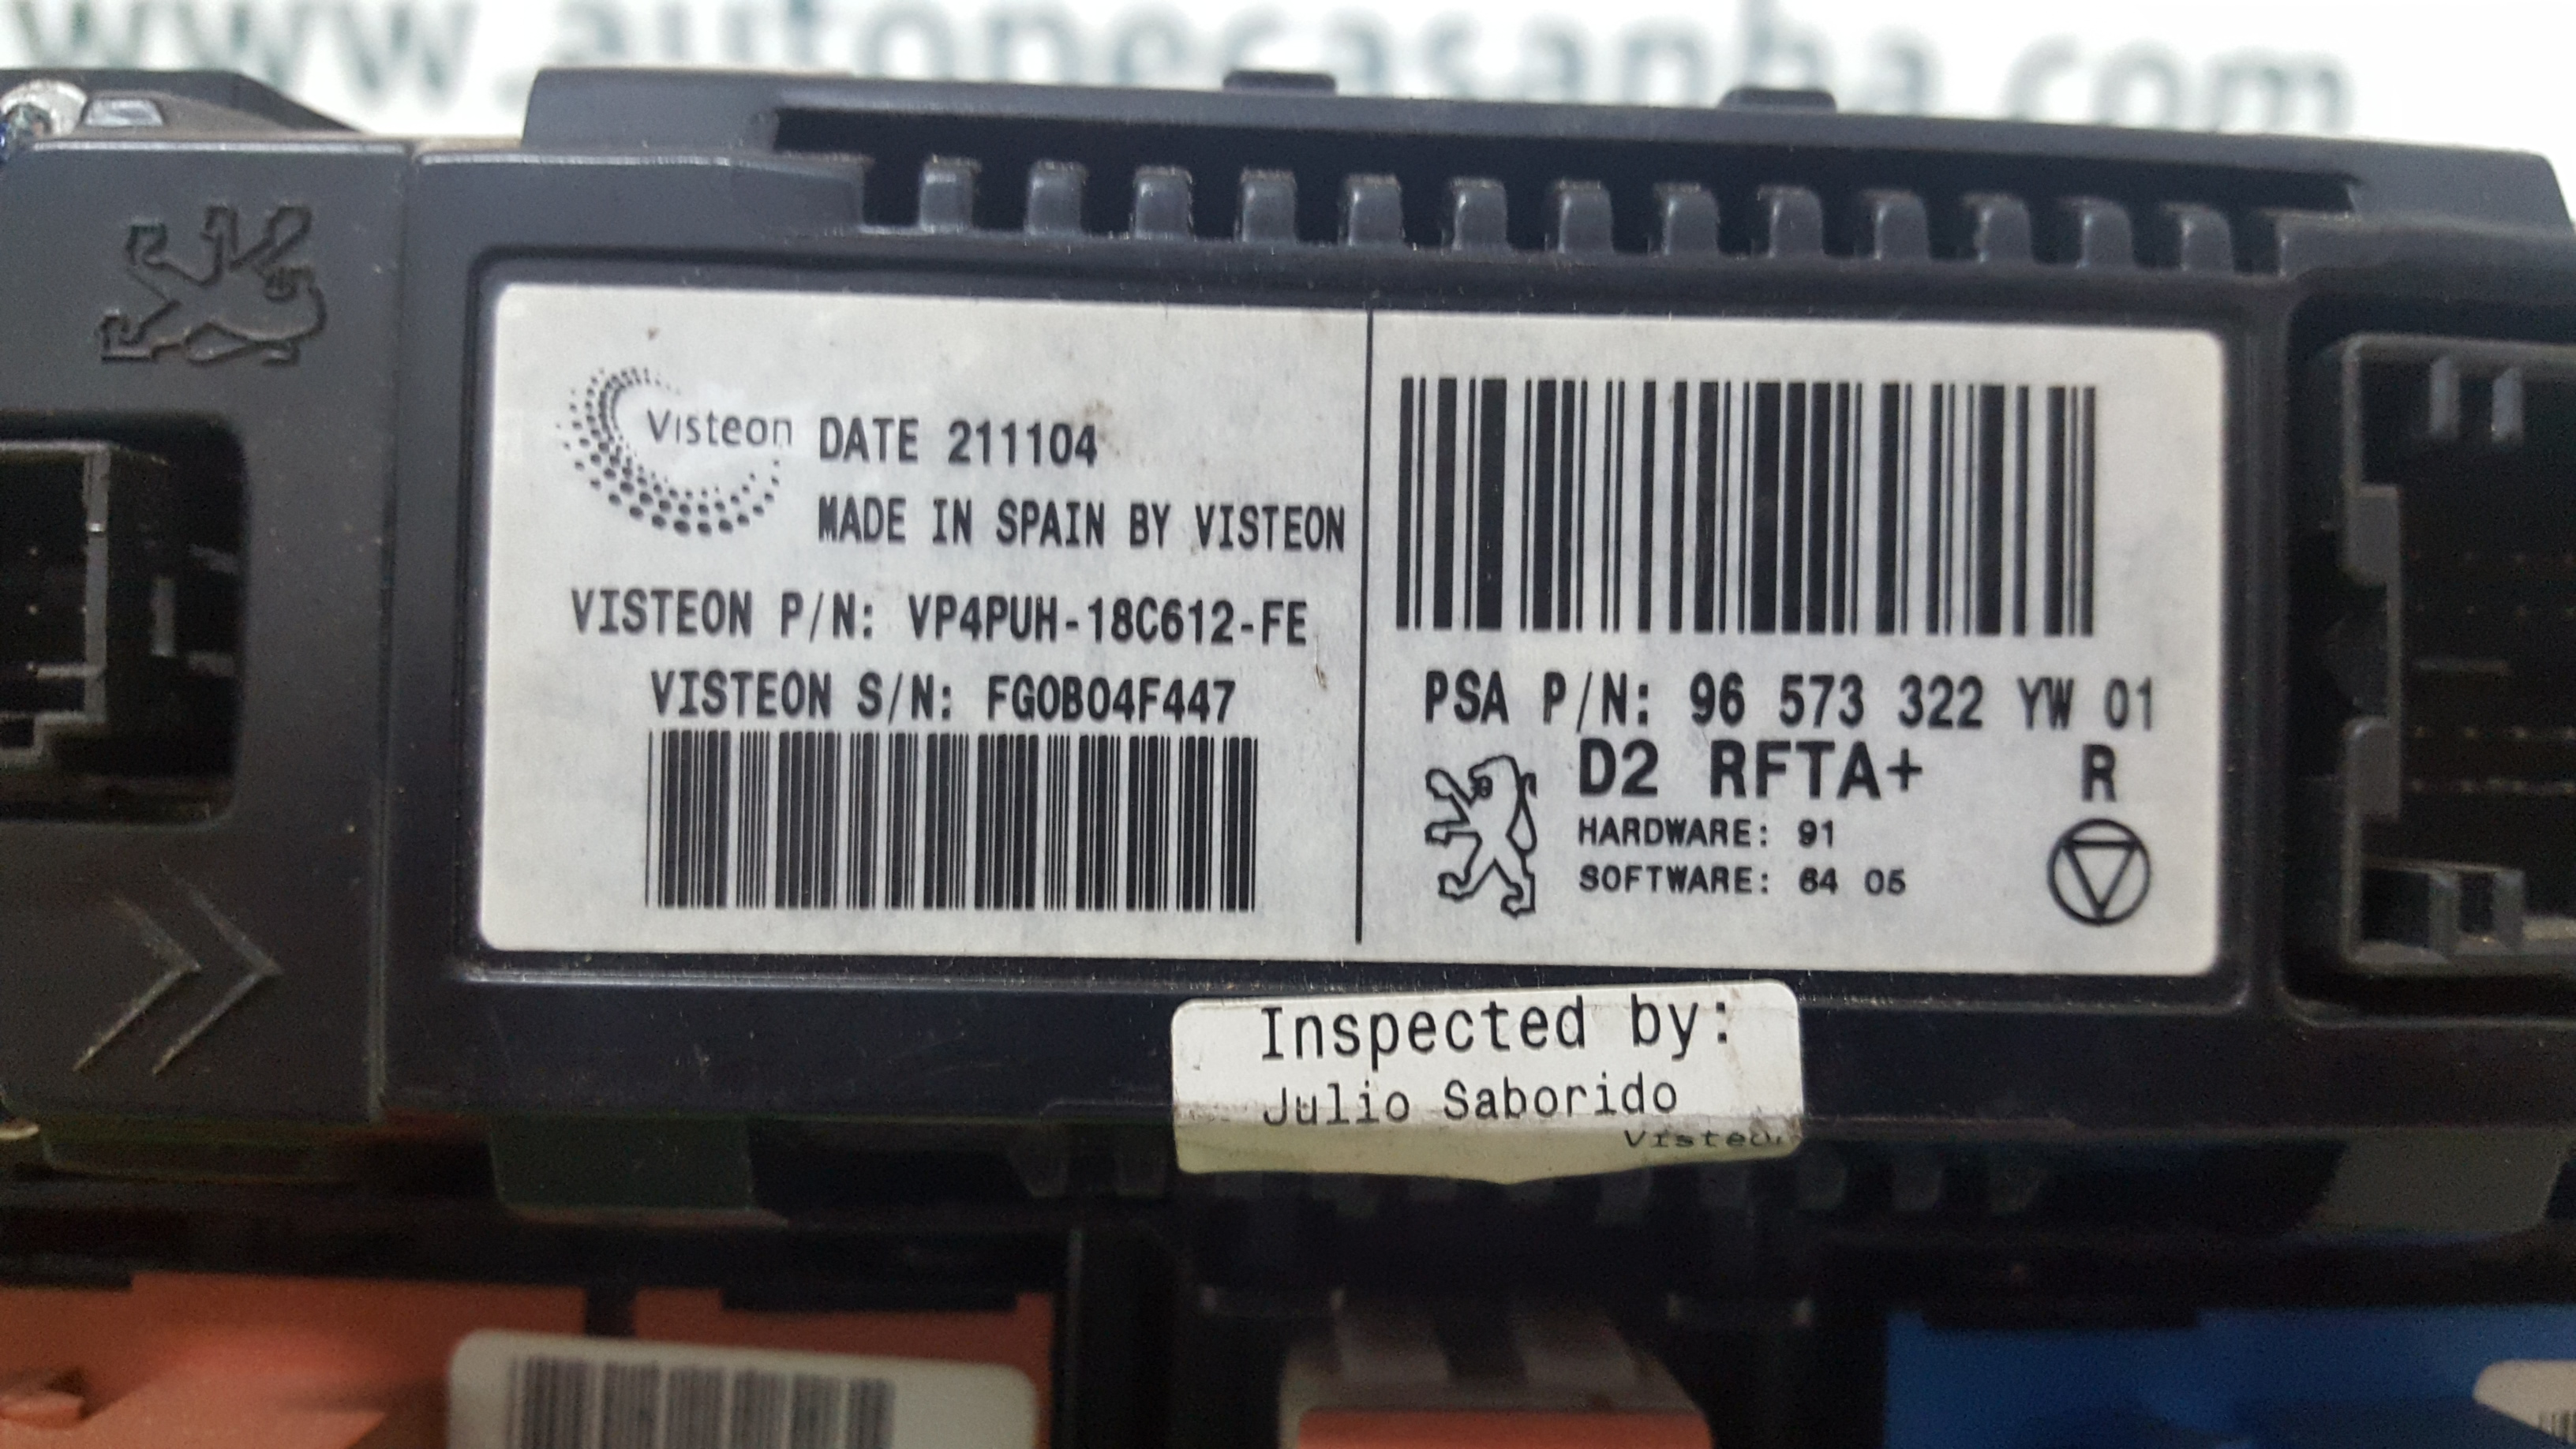 www.autopecasanha.com
Visteon
DATE 211104
MADE IN SPAIN BY VISTEON
VISTEON P/N: VP4PUH-18C612-FE
VISTEON S/N: FG0B04F447
PSA P/N: 96 573 322 YW 01
D2 RFTA+ R
HARDWARE: 91
SOFTWARE: 64 05
Inspected by:
Julio Saborido